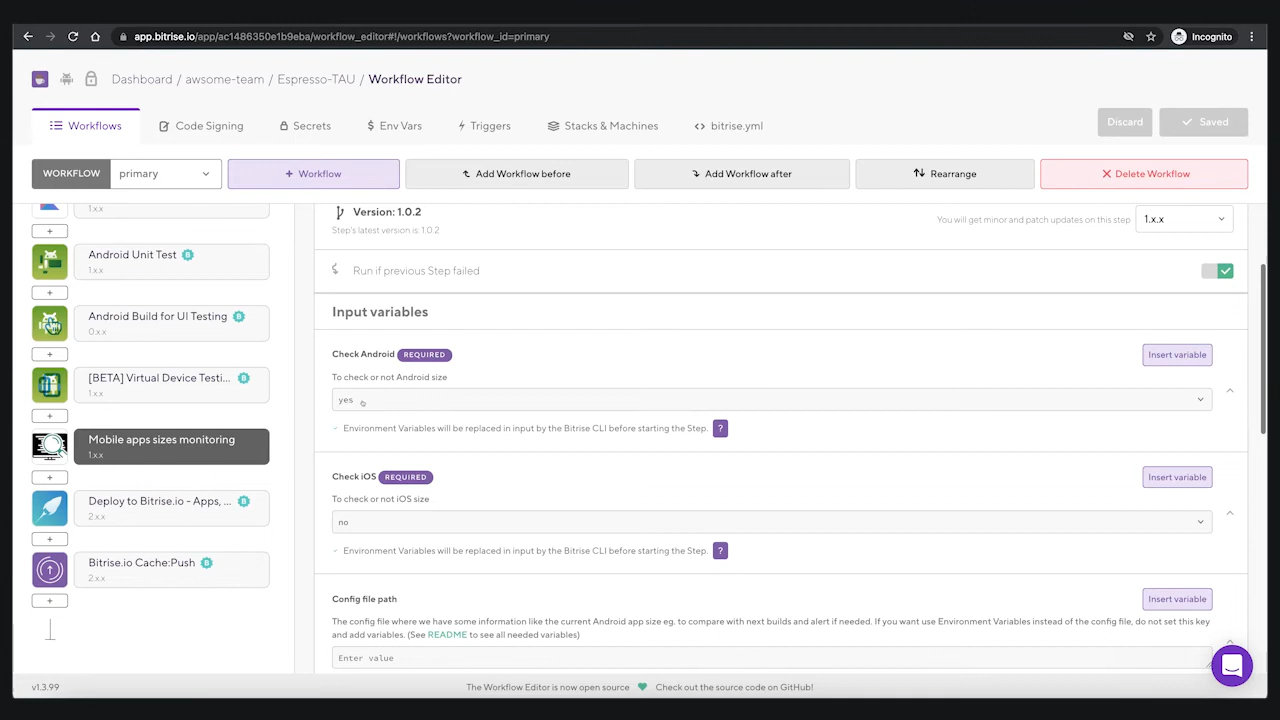 app.bitrise.io/app/ac1486350e1b9eba/workflow_editor#!/workflows?workflow_id=primary
Incognito
Dashboard / awsome-team / Espresso-TAU / Workflow Editor
Workflows
Code Signing
Secrets
$ Env Vars
Triggers
Stacks & Machines
<> bitrise.yml
Discard
Saved
WORKFLOW
primary
+ Workflow
Add Workflow before
Add Workflow after
Rearrange
Delete Workflow
1.x.x
+
Android Unit Test
1.x.x
+
Android Build for UI Testing
0.x.x
+
[BETA] Virtual Device Testi...
1.x.x
+
Mobile apps sizes monitoring
1.x.x
+
Deploy to Bitrise.io - Apps, ...
2.x.x
+
Bitrise.io Cache:Push
2.x.x
+
Version: 1.0.2
Step's latest version is: 1.0.2
You will get minor and patch updates on this step
1.x.x
Run if previous Step failed
Input variables
Check Android REQUIRED
Insert variable
To check or not Android size
yes
Environment Variables will be replaced in input by the Bitrise CLI before starting the Step. ?
Check iOS REQUIRED
Insert variable
To check or not iOS size
no
Environment Variables will be replaced in input by the Bitrise CLI before starting the Step. ?
Config file path
Insert variable
The config file where we have some information like the current Android app size eg. to compare with next builds and alert if needed. If you want use Environment Variables instead of the config file, do not set this key
and add variables. (See README to see all needed variables)
Enter value
v1.3.99
The Workflow Editor is now open source
Check out the source code on GitHub!